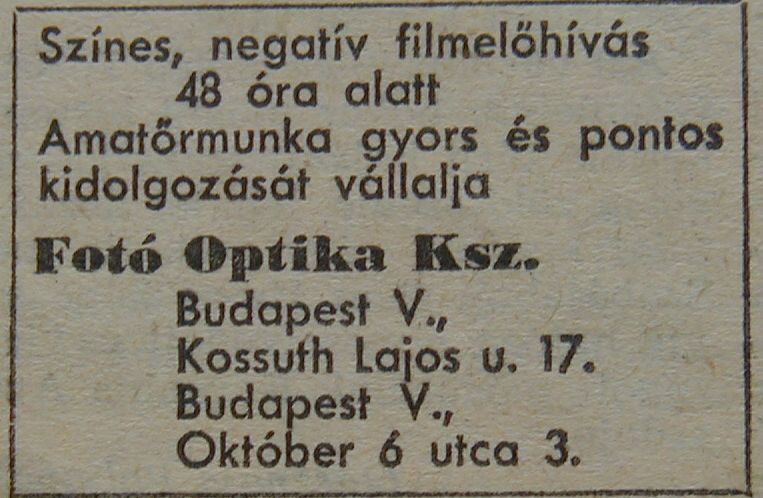 Színes, negatív filmelőhívás
48 óra alatt
Amatőrmunka gyors és pontos
kidolgozását vállalja
Fotó Optika Ksz.
Budapest V.,
Kossuth Lajos u. 17.
Budapest V.,
Október 6 utca 3.